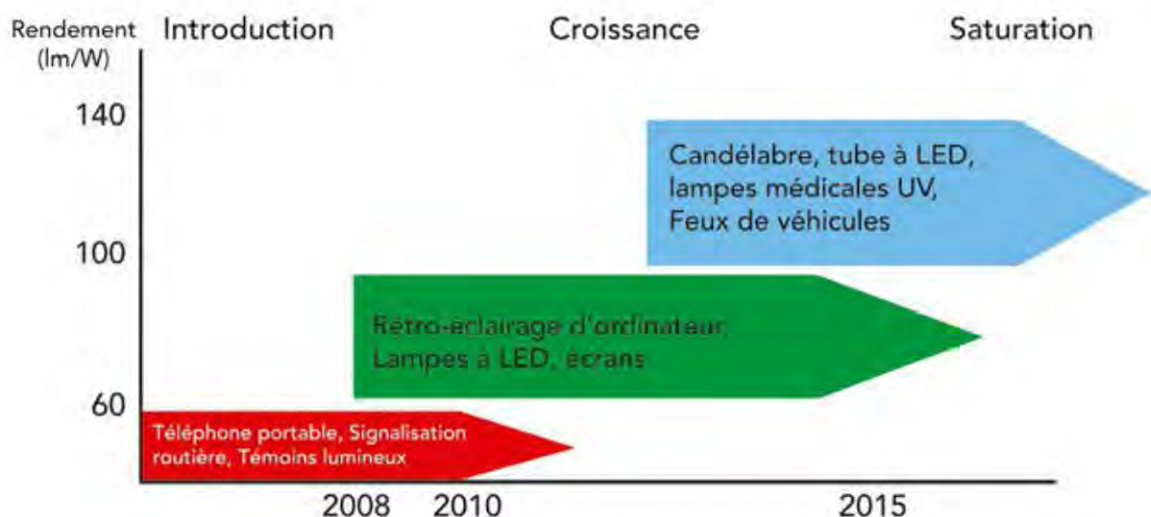 Rendement
(lm/W)
Introduction
Croissance
Saturation
140
Candélabre, tube à LED,
lampes médicales UV,
Feux de véhicules
100
Rétro-éclairage d'ordinateur,
Lampes à LED, écrans
60
Téléphone portable, Signalisation
routière, Témoins lumineux
2008
2010
2015